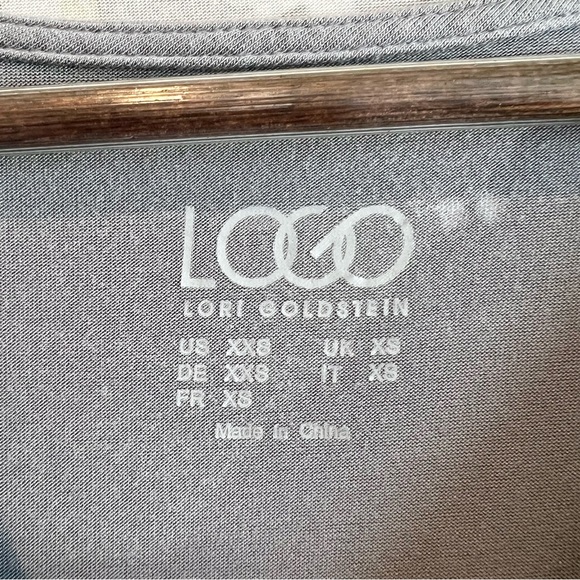 LOGO
LORI GOLDSTEIN
US XXS UK XS
DE XXS IT XS
FR XS
Made in China